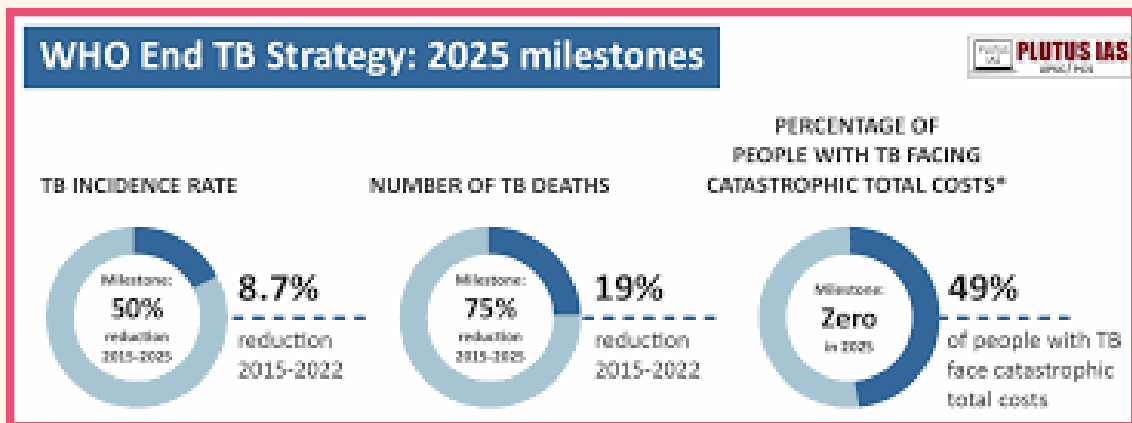 WHO End TB Strategy: 2025 milestones
PLUTUS IAS
UPSC/PCS
TB INCIDENCE RATE
Milestone:
50%
reduction
2015-2025
8.7%
reduction
2015-2022
NUMBER OF TB DEATHS
Milestone:
75%
reduction
2015-2025
19%
reduction
2015-2022
PERCENTAGE OF
PEOPLE WITH TB FACING
CATASTROPHIC TOTAL COSTS*
Milestone:
Zero
in 2025
49%
of people with TB
face catastrophic
total costs